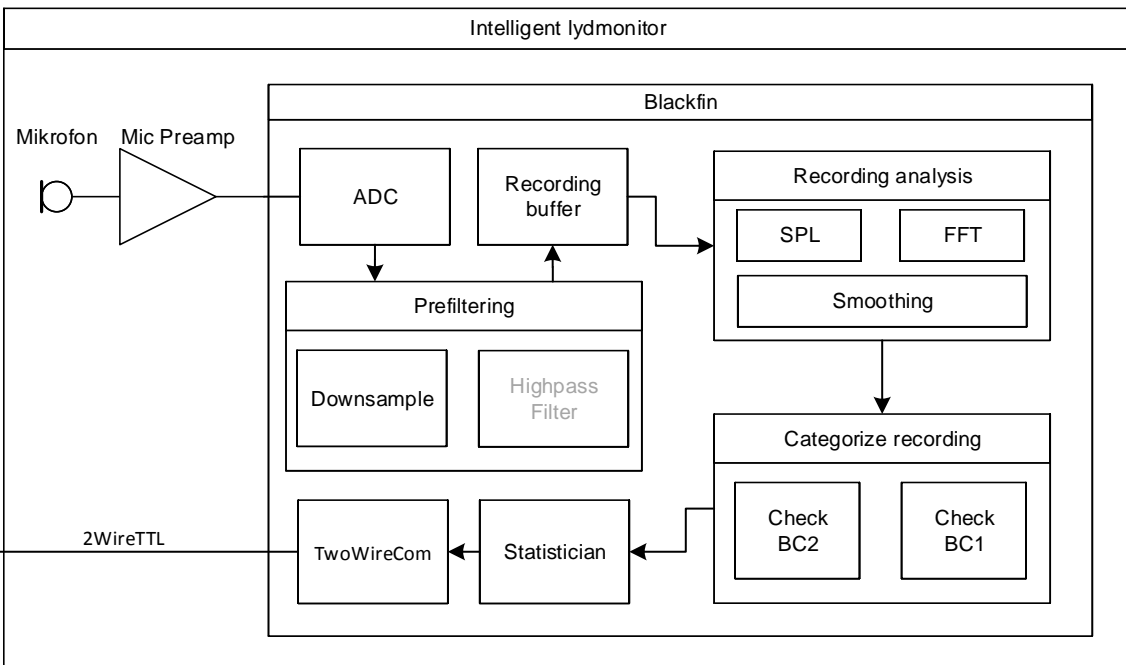 Intelligent lydmonitor
Blackfin
Mikrofon
Mic Preamp
ADC
Recording
buffer
Recording analysis
SPL
FFT
Smoothing
Prefiltering
Downsample
Highpass
Filter
Categorize recording
Check
BC2
Check
BC1
2WireTTL
TwoWireCom
Statistician